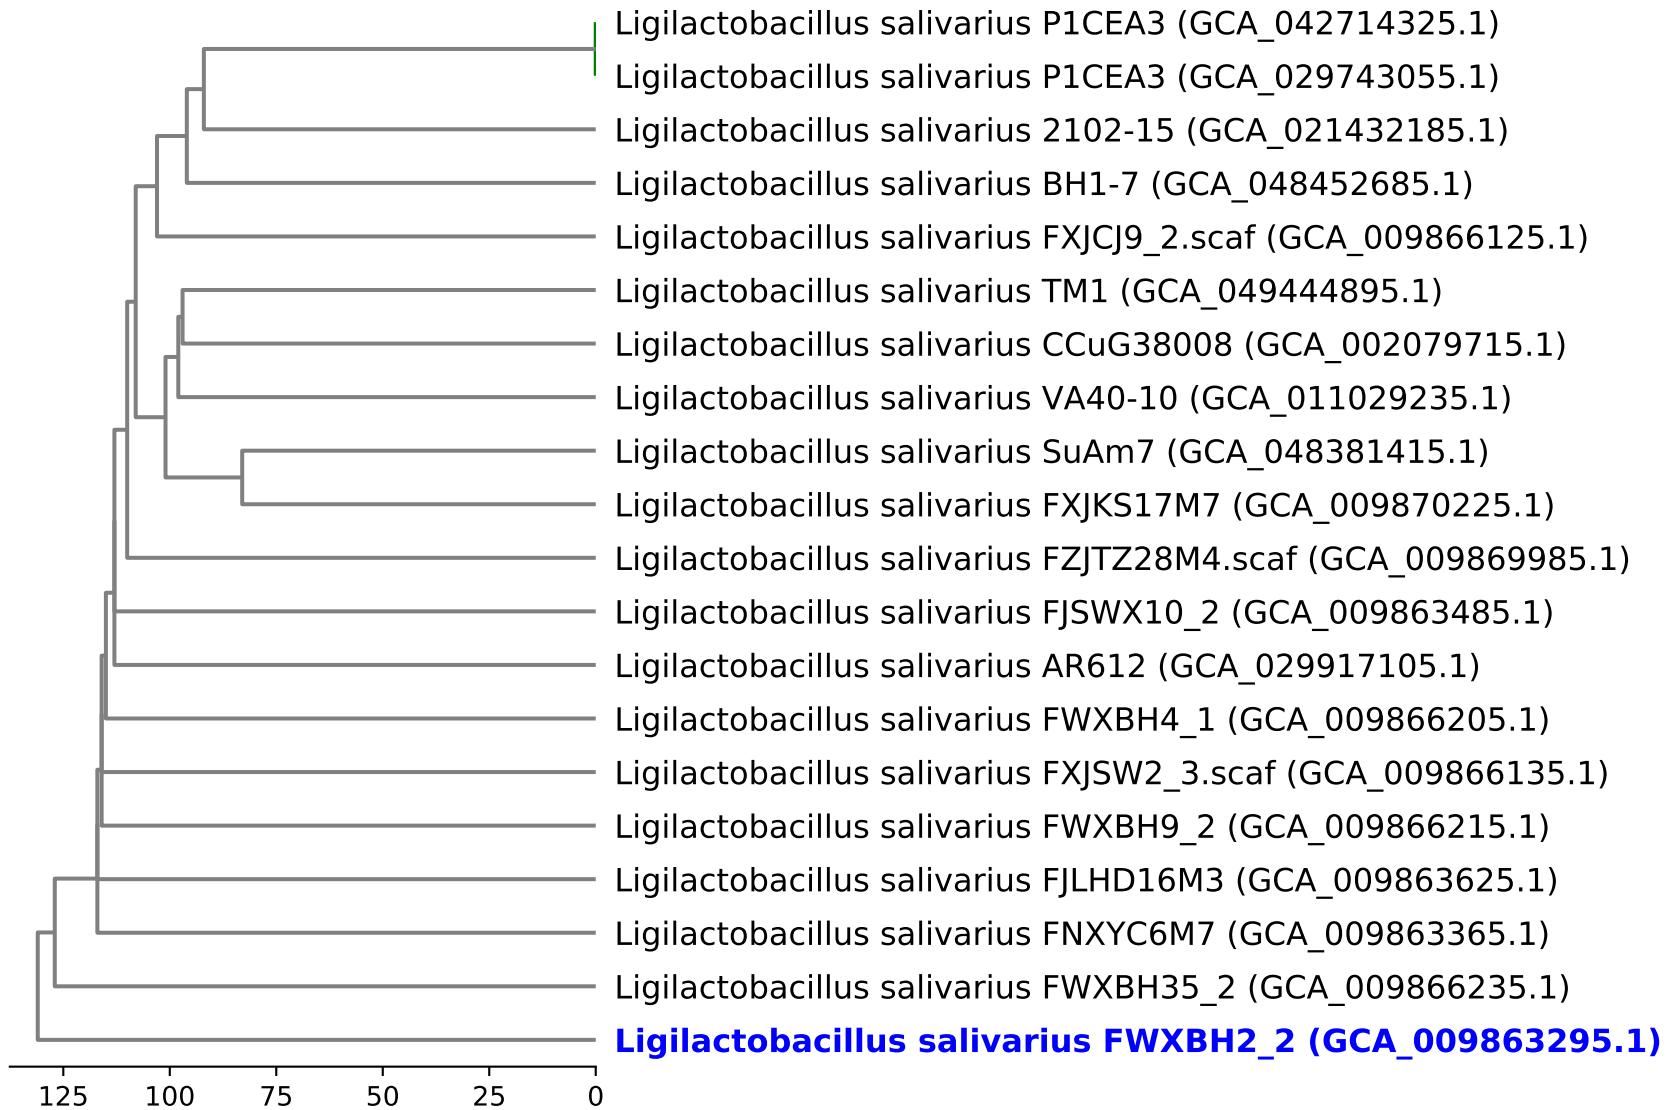 Ligilactobacillus salivarius P1CEA3 (GCA_042714325.1)
Ligilactobacillus salivarius P1CEA3 (GCA_029743055.1)
Ligilactobacillus salivarius 2102-15 (GCA_021432185.1)
Ligilactobacillus salivarius BH1-7 (GCA_048452685.1)
Ligilactobacillus salivarius FXJCJ9_2.scaf (GCA_009866125.1)
Ligilactobacillus salivarius TM1 (GCA_049444895.1)
Ligilactobacillus salivarius CCuG38008 (GCA_002079715.1)
Ligilactobacillus salivarius VA40-10 (GCA_011029235.1)
Ligilactobacillus salivarius SuAm7 (GCA_048381415.1)
Ligilactobacillus salivarius FXJKS17M7 (GCA_009870225.1)
Ligilactobacillus salivarius FZJTZ28M4.scaf (GCA_009869985.1)
Ligilactobacillus salivarius FJSWX10_2 (GCA_009863485.1)
Ligilactobacillus salivarius AR612 (GCA_029917105.1)
Ligilactobacillus salivarius FWXBH4_1 (GCA_009866205.1)
Ligilactobacillus salivarius FXJSW2_3.scaf (GCA_009866135.1)
Ligilactobacillus salivarius FWXBH9_2 (GCA_009866215.1)
Ligilactobacillus salivarius FJLHD16M3 (GCA_009863625.1)
Ligilactobacillus salivarius FNXYC6M7 (GCA_009863365.1)
Ligilactobacillus salivarius FWXBH35_2 (GCA_009866235.1)
Ligilactobacillus salivarius FWXBH2_2 (GCA_009863295.1)
125 100 75 50 25 0